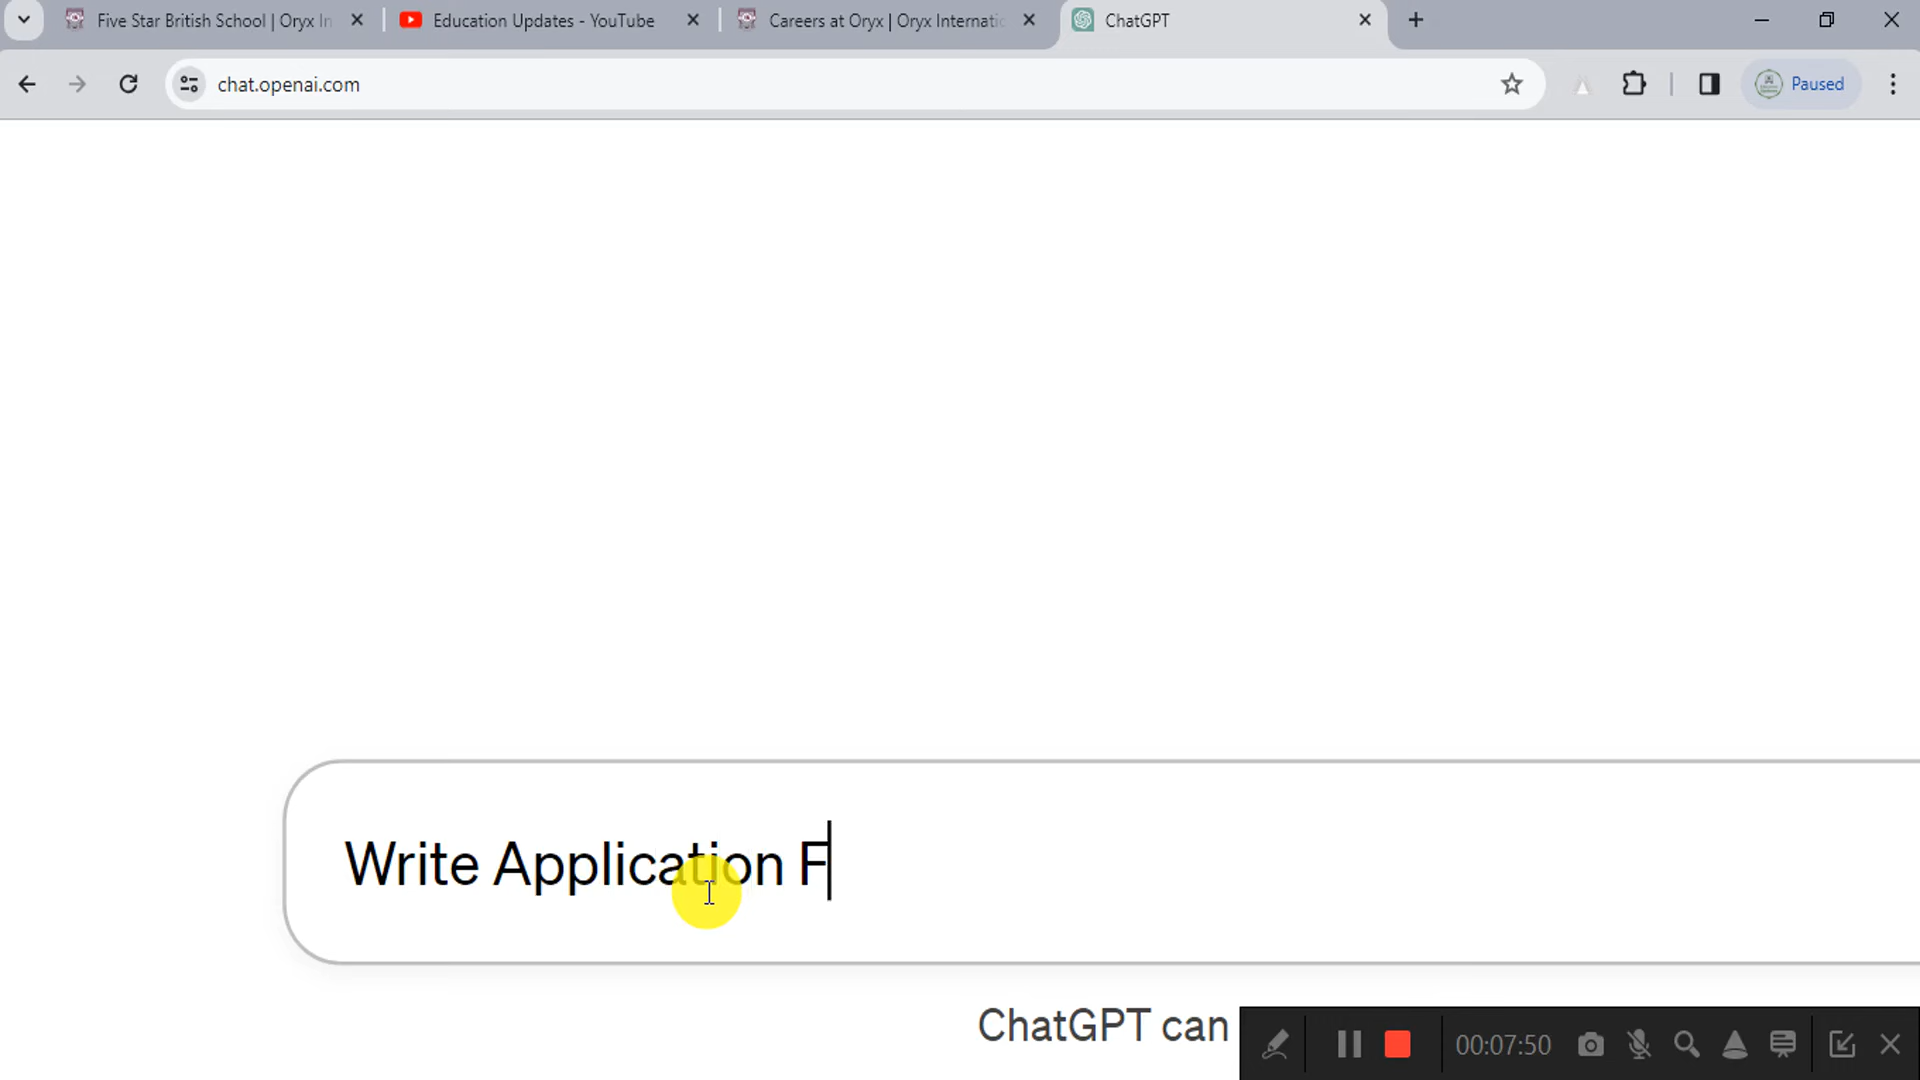 Five Star British School | Oryx In
Education Updates - YouTube
Careers at Oryx | Oryx Internatio
ChatGPT
chat.openai.com
Paused
Write Application F
ChatGPT can
00:07:50